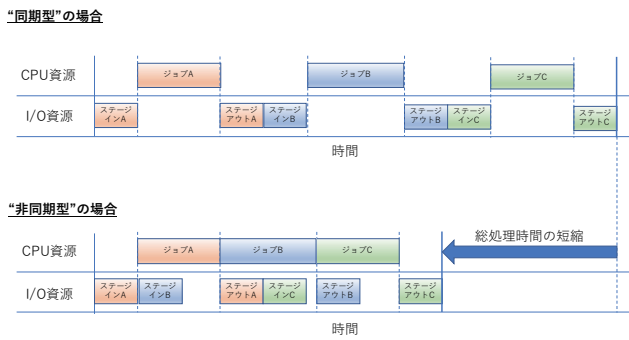 “同期型”の場合
CPU資源
ジョブA
ジョブB
ジョブC
I/O資源
ステージ
インA
ステージ
アウトA
ステージ
インB
ステージ
アウトB
ステージ
インC
ステージ
アウトC
時間
“非同期型”の場合
総処理時間の短縮
CPU資源
ジョブA
ジョブB
ジョブC
I/O資源
ステージ
インA
ステージ
インB
ステージ
アウトA
ステージ
インC
ステージ
アウトB
ステージ
アウトC
時間